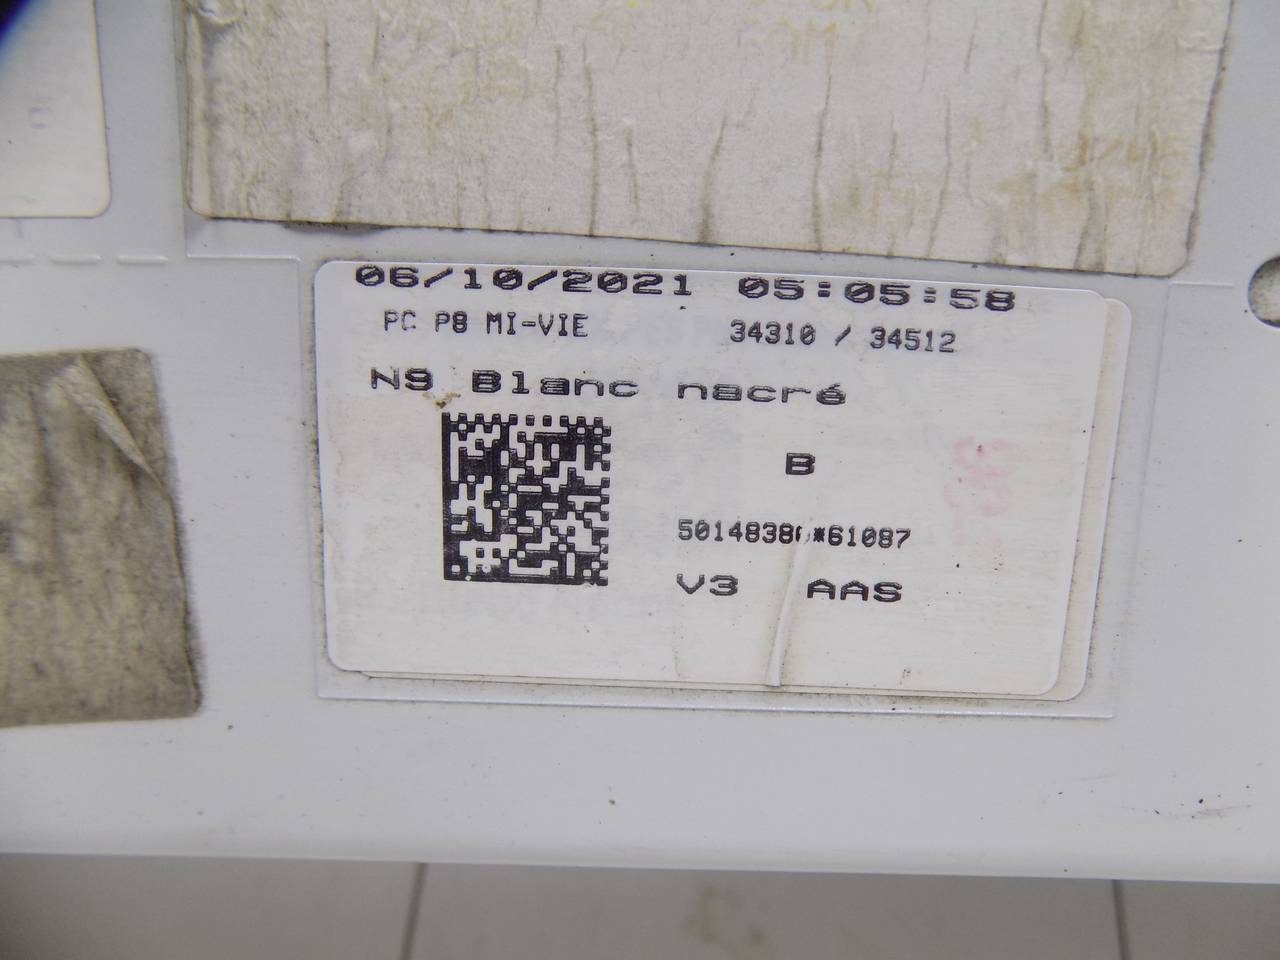 06/10/2021 05:05:58
PC P8 MI-VIE 34310 / 34512
N9 Blanc nacré
B
V3 AAS